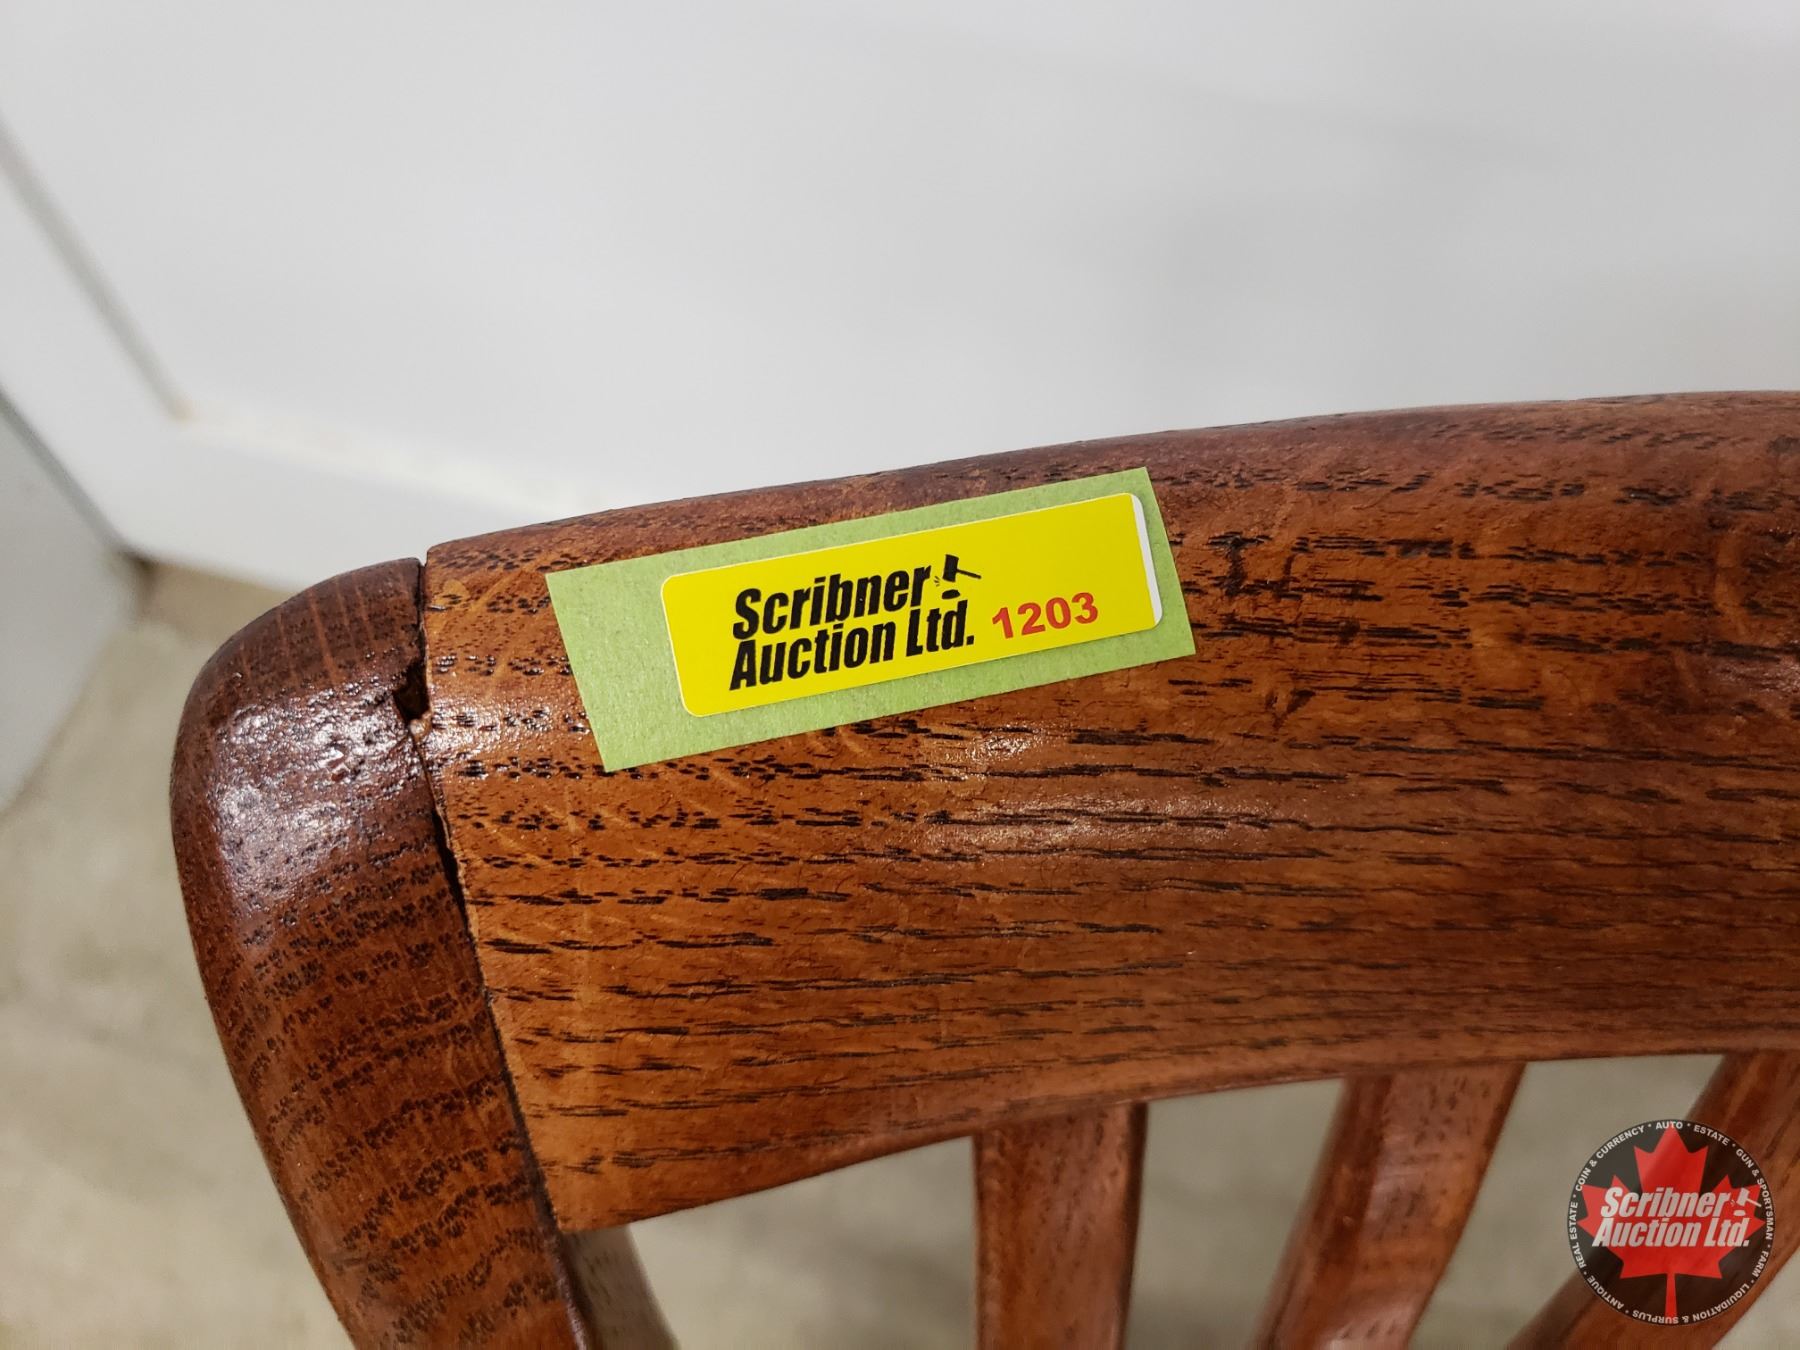 Scribner
Auction Ltd. 1203
COIN & CURRENCY • AUTO • ESTATE • GUN & SPORTSMAN • FARM • LIQUIDATION & SURPLUS • ANTIQUE • REAL ESTATE •
Scribner
Auction Ltd.